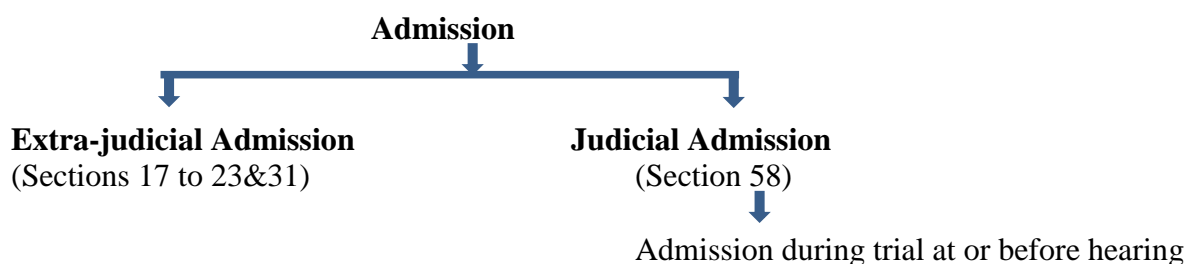 Admission
Extra-judicial Admission Judicial Admission
(Sections 17 to 23&31) (Section 58)
Admission during trial at or before hearing